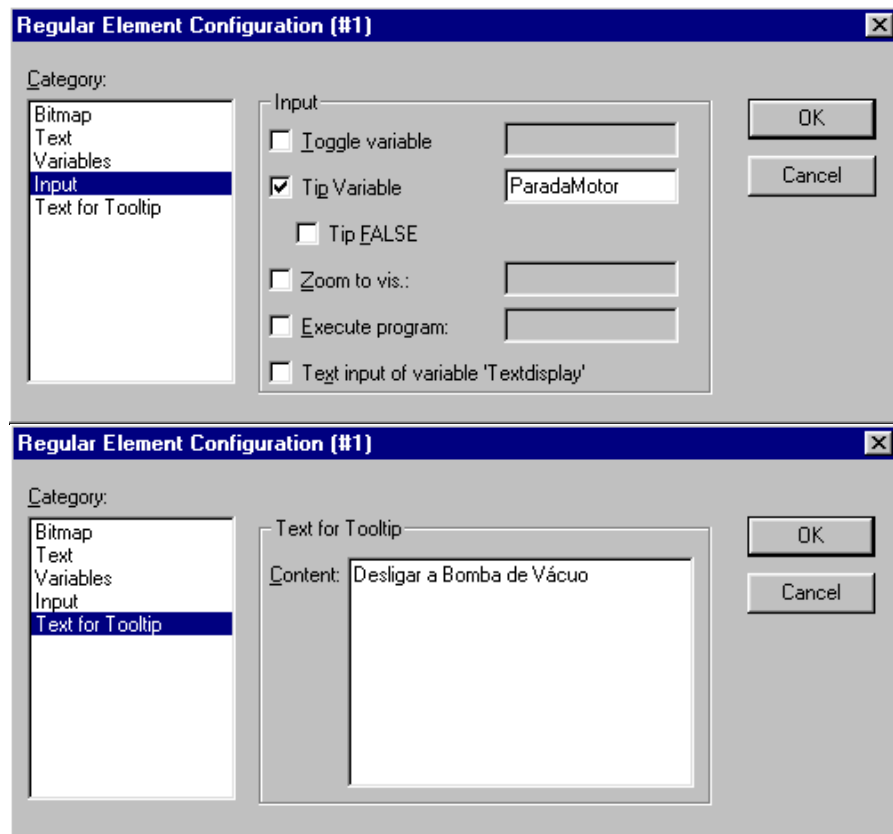 Regular Element Configuration (#1)
Category:
Bitmap
Text
Variables
Input
Text for Tooltip
Input
Toggle variable
Tip Variable ParadaMotor
Tip FALSE
Zoom to vis.:
Execute program:
Text input of variable 'Textdisplay'
OK
Cancel
Regular Element Configuration (#1)
Category:
Bitmap
Text
Variables
Input
Text for Tooltip
Text for Tooltip
Content: Desligar a Bomba de Vácuo
OK
Cancel